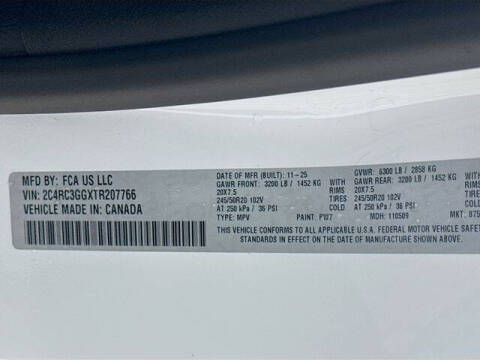 MFD BY: FCA US LLC
VIN: 2C4RC3GGXTR207766
VEHICLE MADE IN: CANADA
DATE OF MFR (BUILT): 11-25 GVWR: 6300 LB / 2858 KG
GAWR FRONT: 3200 LB / 1452 KG WITH GAWR REAR: 3200 LB / 1452 KG
20X7.5 RIMS 20X7.5
245/50R20 102V TIRES 245/50R20 102V
AT 250 kPa / 36 PSI COLD AT 250 kPa / 36 PSI
TYPE: MPV PAINT: PW7 MDH: 110509 MKT:
THIS VEHICLE CONFORMS TO ALL APPLICABLE U.S.A. FEDERAL MOTOR VEHICLE SAFET
STANDARDS IN EFFECT ON THE DATE OF MANUFACTURE SHOWN ABOVE.